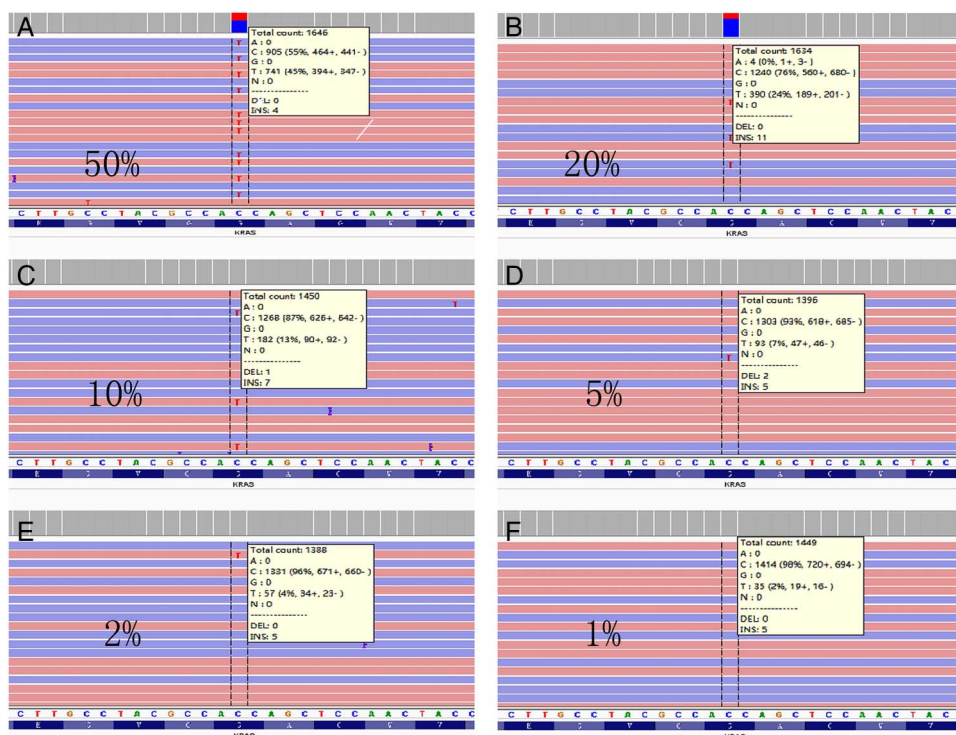 A
Total count: 1646
A : 0
C : 905 (55%, 464+, 441-)
G : 0
T : 741 (45%, 394+, 347-)
N : 0
---------------
DEL: 0
INS: 4
50%
C T T G C C T A C G C C A C C A G C T C C A A C T A C C
KRAS
B
Total count: 1634
A : 4 (0%, 1+, 3-)
C : 1240 (76%, 560+, 680-)
G : 0
T : 390 (24%, 189+, 201-)
N : 0
---------------
DEL: 0
INS: 11
20%
C T T G C C T A C G C C A C C A G C T C C A A C T A C
KRAS
C
Total count: 1450
A : 0
C : 1268 (87%, 626+, 642-)
G : 0
T : 182 (13%, 90+, 92-)
N : 0
---------------
DEL: 1
INS: 7
10%
C T T G C C T A C G C C A C C A G C T C C A A C T A C C
KRAS
D
Total count: 1396
A : 0
C : 1303 (93%, 618+, 685-)
G : 0
T : 93 (7%, 47+, 46-)
N : 0
---------------
DEL: 2
INS: 5
5%
C T T G C C T A C G C C A C C A G C T C C A A C T A C
KRAS
E
Total count: 1388
A : 0
C : 1331 (96%, 671+, 660-)
G : 0
T : 57 (4%, 34+, 23-)
N : 0
---------------
DEL: 0
INS: 5
2%
C T T G C C T A C G C C A C C A G C T C C A A C T A C C
F
Total count: 1449
A : 0
C : 1414 (98%, 720+, 694-)
G : 0
T : 35 (2%, 19+, 16-)
N : 0
---------------
DEL: 0
INS: 5
1%
C T T G C C T A C G C C A C C A G C T C C A A C T A C